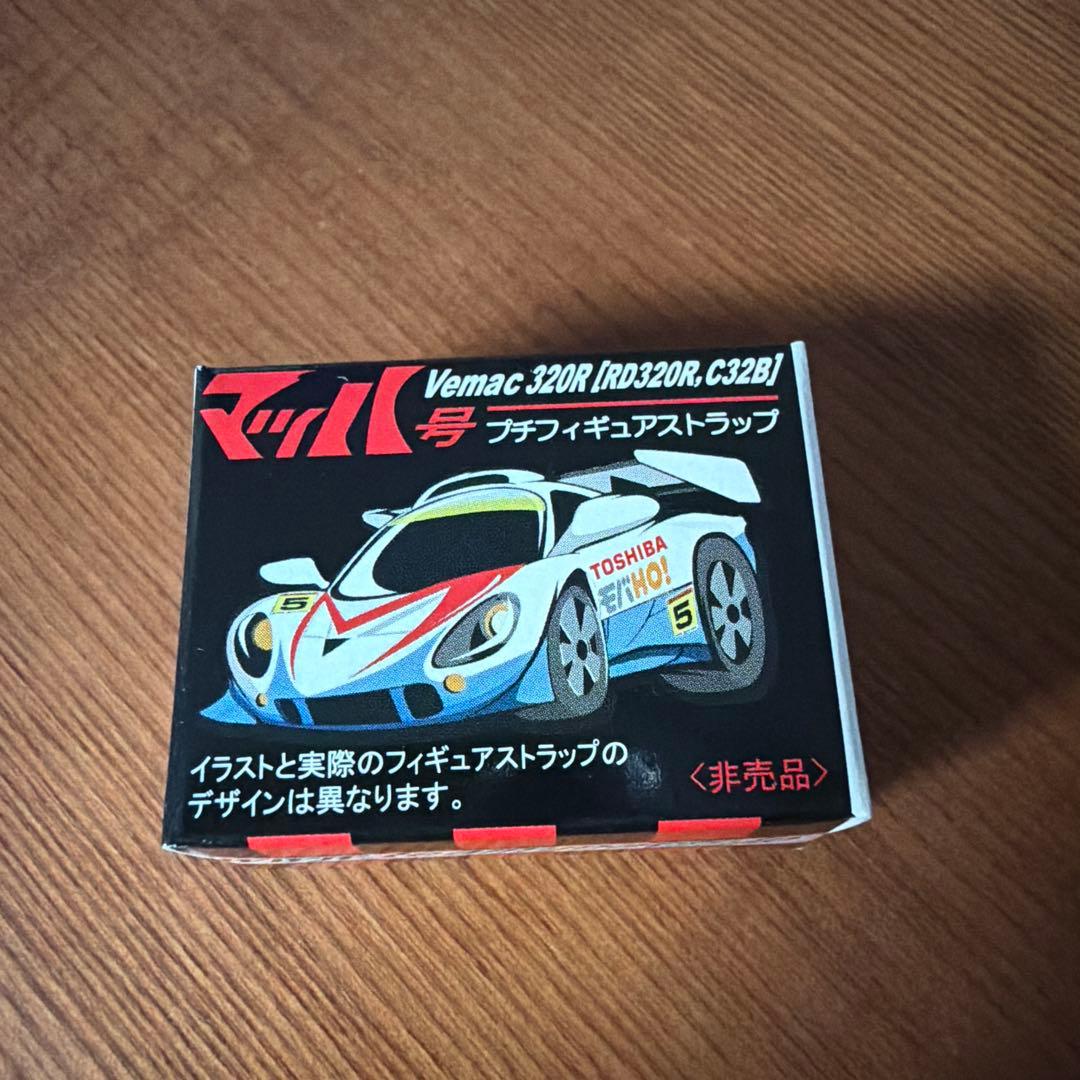 マッハ号
Vemac 320R [RD320R, C32B]
プチフィギュアストラップ
TOSHIBA
モバHO!
5
5
イラストと実際のフィギュアストラップの
デザインは異なります。
〈非売品〉